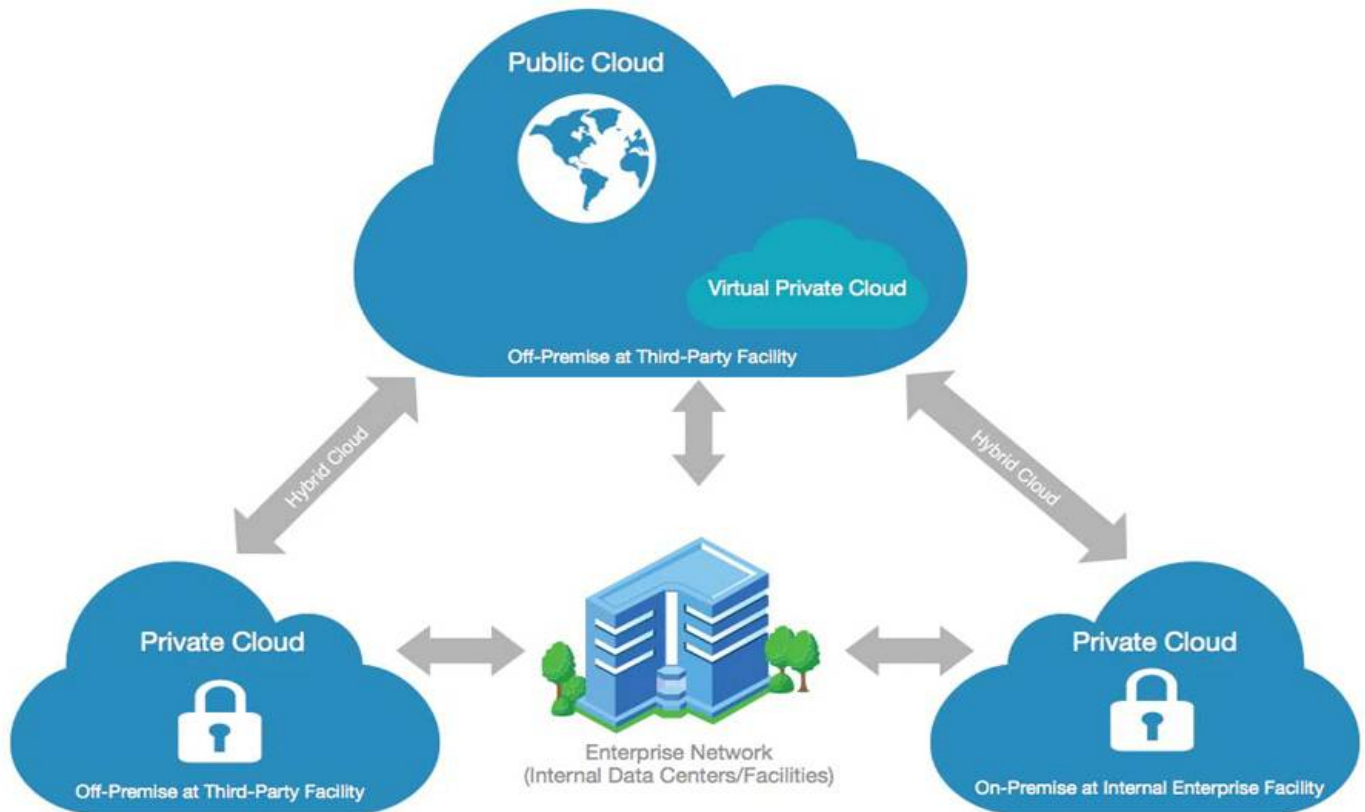 Public Cloud
Virtual Private Cloud
Off-Premise at Third-Party Facility
Hybrid Cloud
Hybrid Cloud
Private Cloud
Off-Premise at Third-Party Facility
Enterprise Network
(Internal Data Centers/Facilities)
Private Cloud
On-Premise at Internal Enterprise Facility